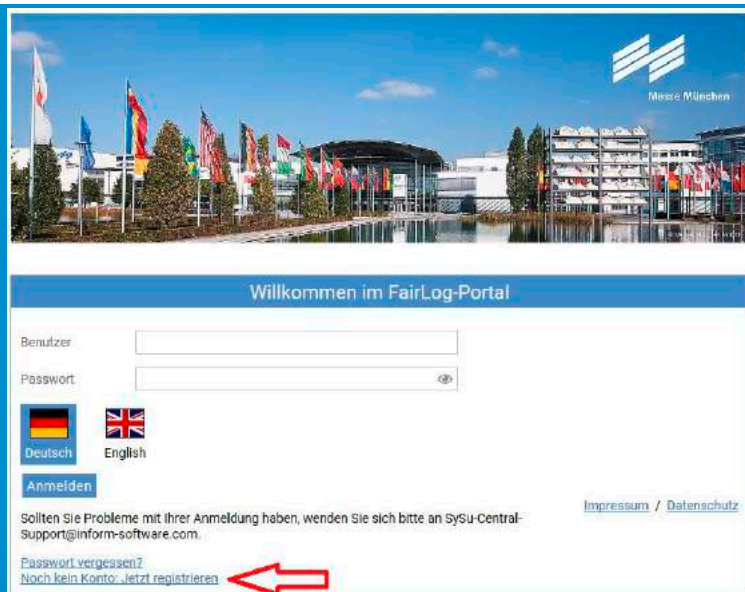 Messe München
Willkommen im FairLog-Portal
Benutzer
Passwort
Deutsch
English
Anmelden
Sollten Sie Probleme mit Ihrer Anmeldung haben, wenden Sie sich bitte an SySu-Central-
Support@inform-software.com.
Impressum / Datenschutz
Passwort vergessen?
Noch kein Konto: Jetzt registrieren